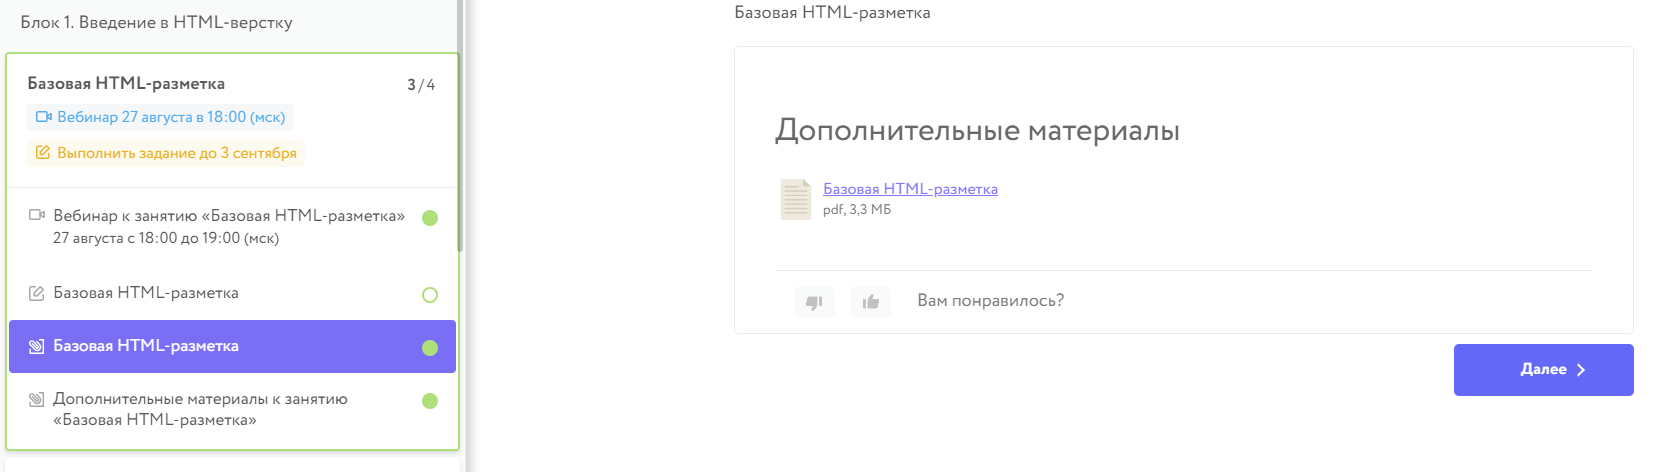 Блок 1. Введение в HTML-верстку
Базовая HTML-разметка
3/4
Вебинар 27 августа в 18:00 (мск)
Выполнить задание до 3 сентября
Вебинар к занятию «Базовая HTML-разметка»
27 августа с 18:00 до 19:00 (мск)
Базовая HTML-разметка
Базовая HTML-разметка
Дополнительные материалы к занятию
«Базовая HTML-разметка»
Базовая HTML-разметка
Дополнительные материалы
Базовая HTML-разметка
pdf, 3,3 МБ
Вам понравилось?
Далее